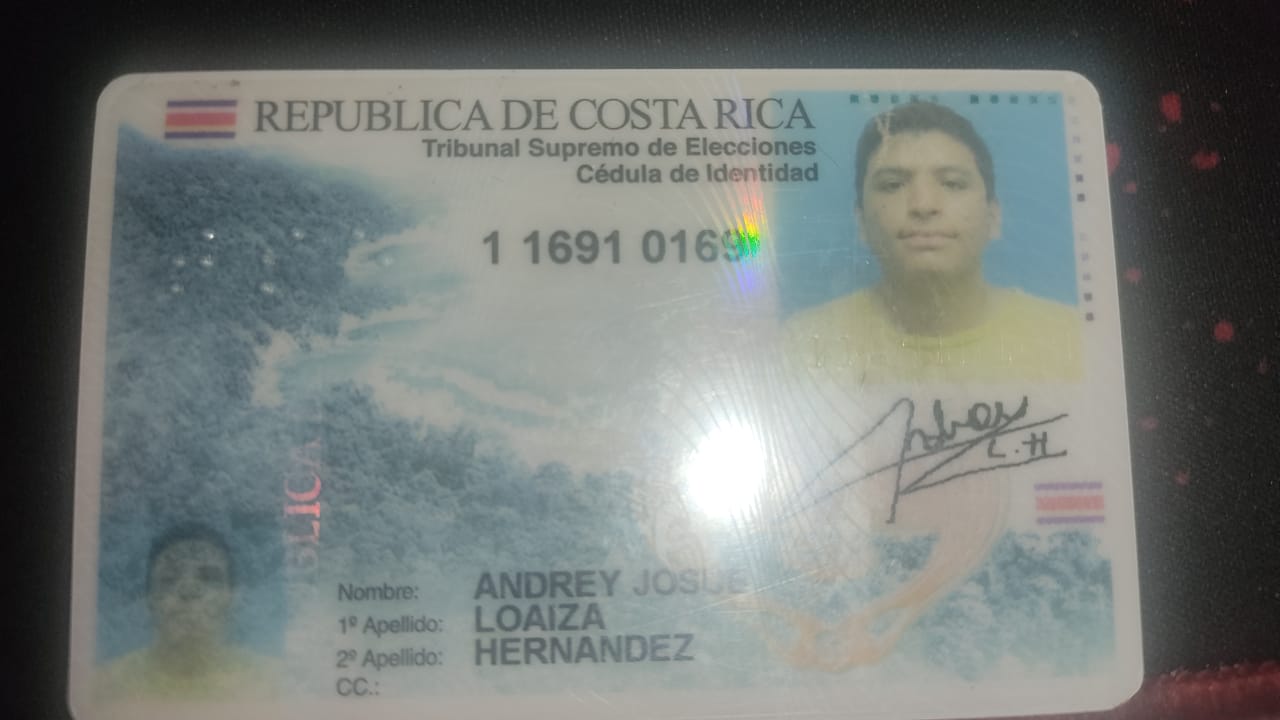 REPUBLICA DE COSTA RICA
Tribunal Supremo de Elecciones
Cédula de Identidad
1 1691 0169
Andrey
L.H
BLICA
Nombre: ANDREY JOSUE
1º Apellido: LOAIZA
2º Apellido: HERNANDEZ
CC.: